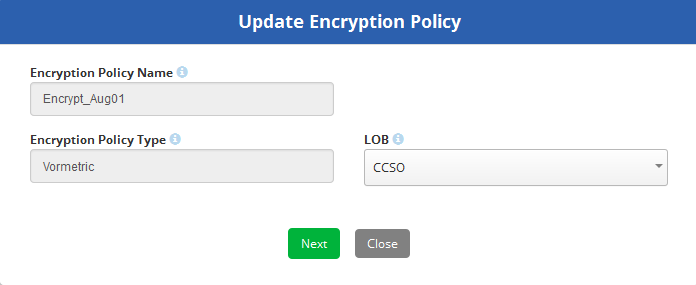 Update Encryption Policy
Encryption Policy Name
Encrypt_Aug01
Encryption Policy Type
LOB
Vormetric
CCSO
Next
Close